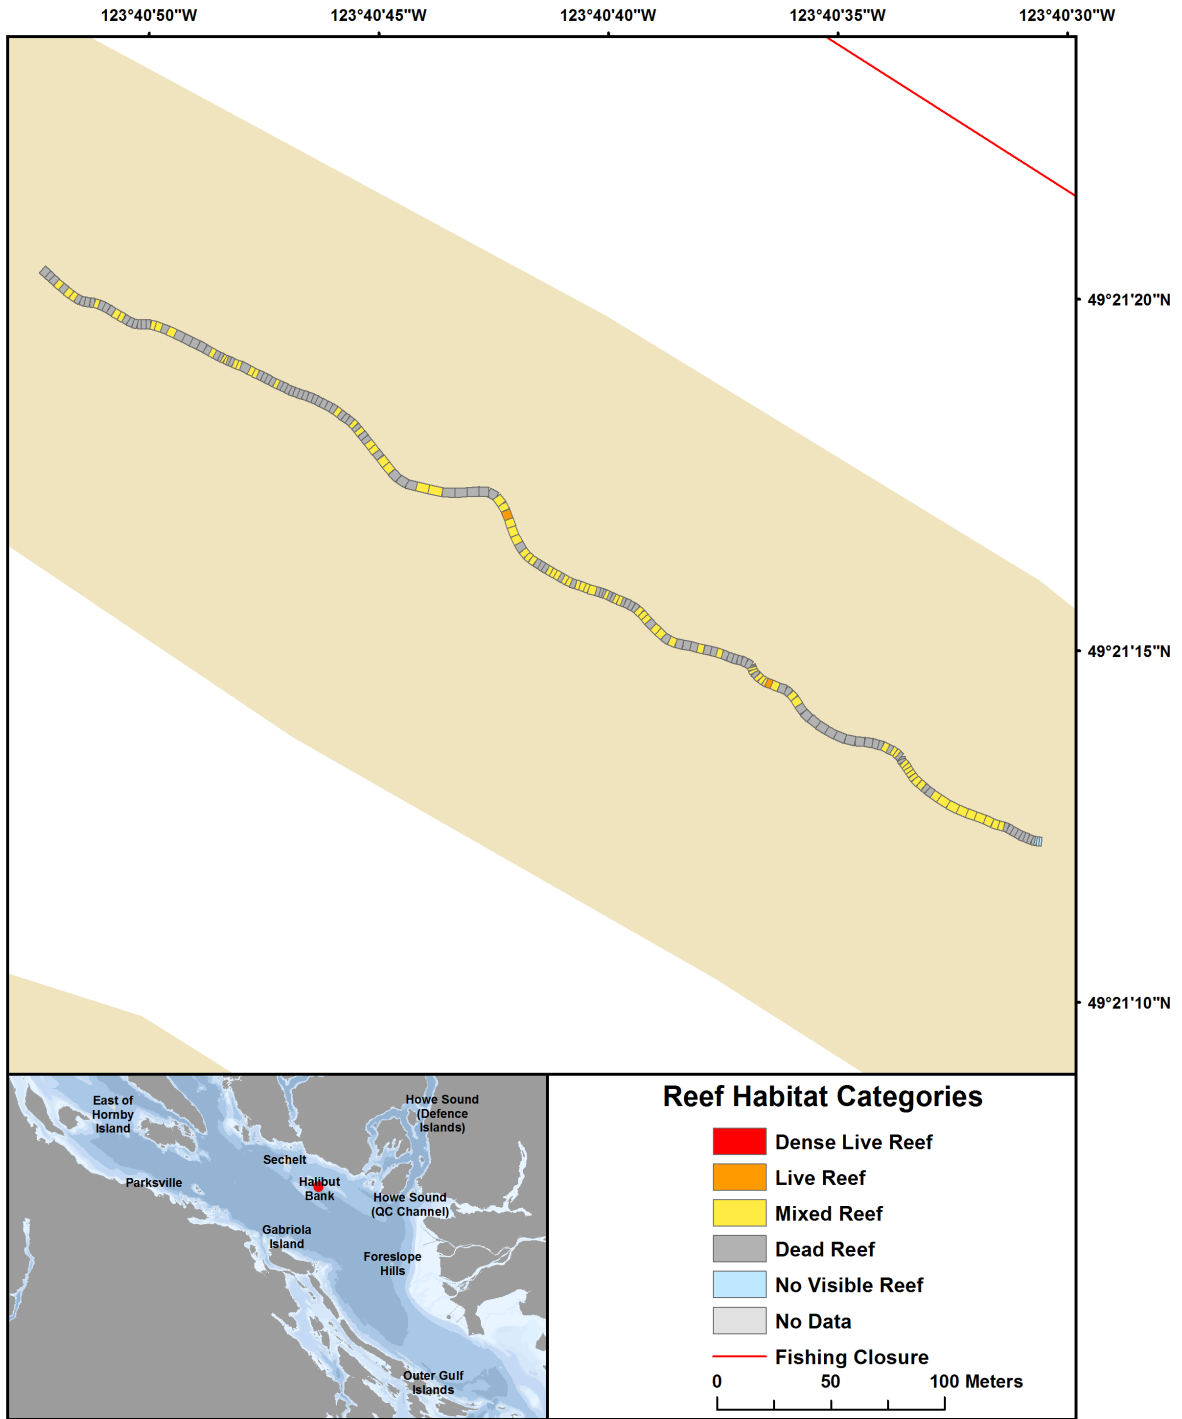 123°40'50"W
123°40'45"W
123°40'40"W
123°40'35"W
123°40'30"W
49°21'20"N
49°21'15"N
49°21'10"N
East of
Hornby
Island
Howe Sound
(Defence
Islands)
Sechelt
Parksville
Halibut
Bank
Howe Sound
(QC Channel)
Gabriola
Island
Foreslope
Hills
Outer Gulf
Islands
Reef Habitat Categories
Dense Live Reef
Live Reef
Mixed Reef
Dead Reef
No Visible Reef
No Data
Fishing Closure
0 50 100 Meters